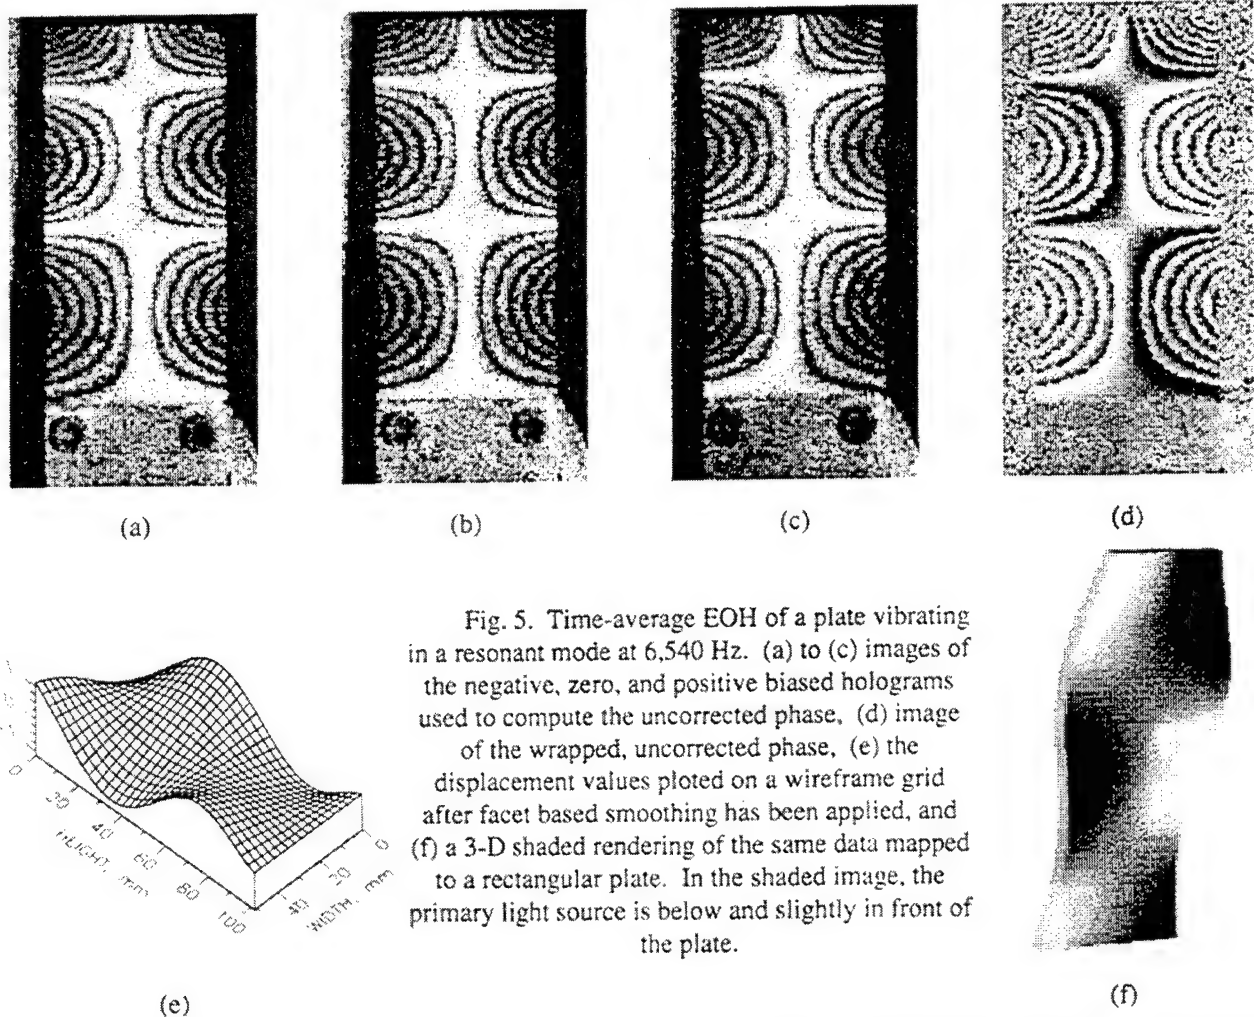 (a)
(b)
(c)
(d)
Fig. 5. Time-average EOH of a plate vibrating
in a resonant mode at 6,540 Hz. (a) to (c) images of
the negative, zero, and positive biased holograms
used to compute the uncorrected phase, (d) image
of the wrapped, uncorrected phase, (e) the
displacement values ploted on a wireframe grid
after facet based smoothing has been applied, and
(f) a 3-D shaded rendering of the same data mapped
to a rectangular plate. In the shaded image, the
primary light source is below and slightly in front of
the plate.
0
20
40
60
80
100
HEIGHT, mm
0
20
40
WIDTH, mm
(e)
(f)